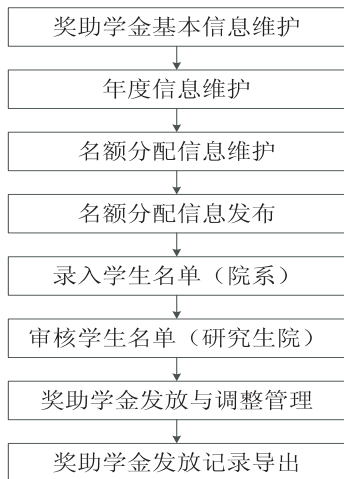 奖助学金基本信息维护
年度信息维护
名额分配信息维护
名额分配信息发布
录入学生名单（院系）
审核学生名单（研究生院）
奖助学金发放与调整管理
奖助学金发放记录导出